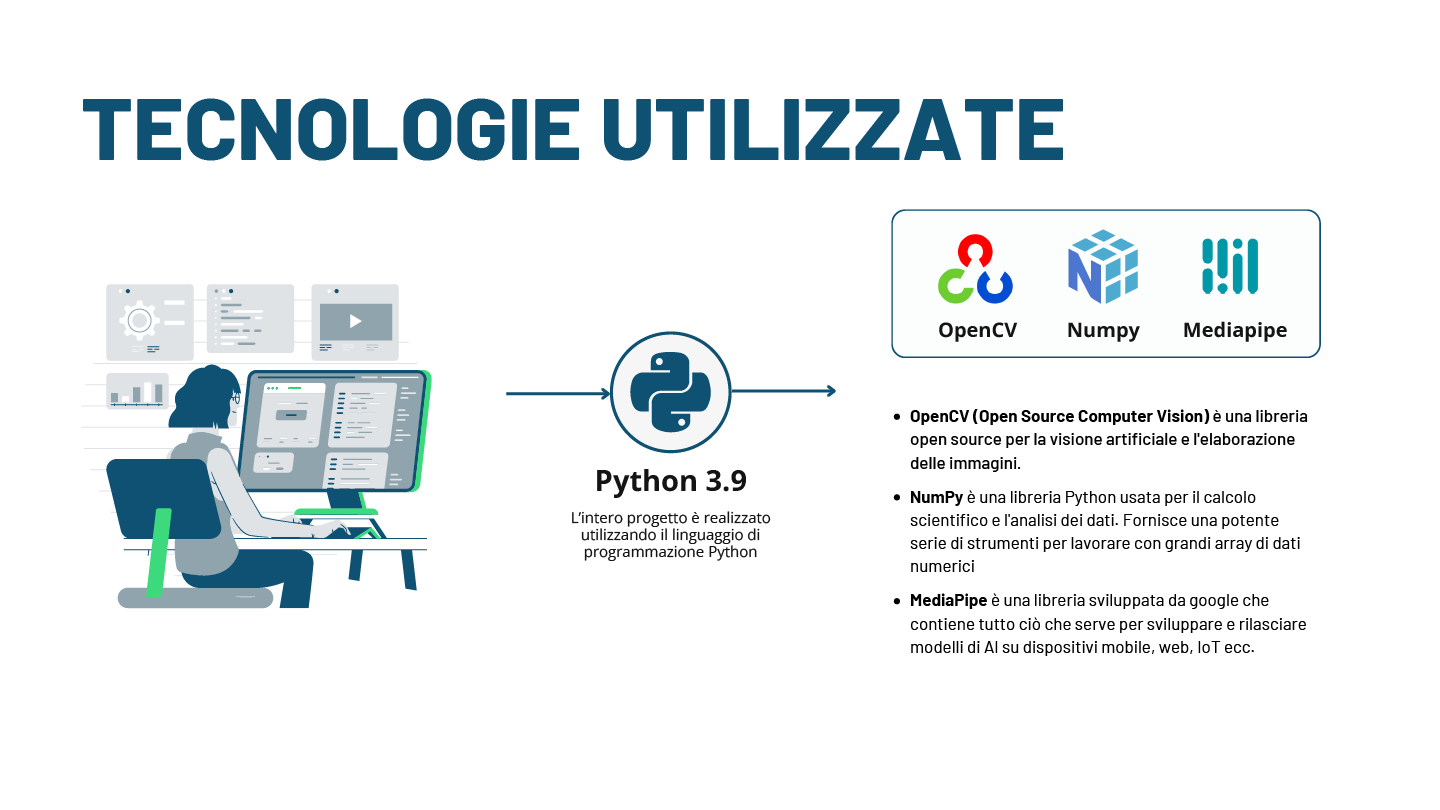 TECNOLOGIE UTILIZZATE
OpenCV
Numpy
Mediapipe
Python 3.9
L'intero progetto è realizzato
utilizzando il linguaggio di
programmazione Python
• OpenCV (Open Source Computer Vision) è una libreria
open source per la visione artificiale e l'elaborazione
delle immagini.
• NumPy è una libreria Python usata per il calcolo
scientifico e l'analisi dei dati. Fornisce una potente
serie di strumenti per lavorare con grandi array di dati
numerici
• MediaPipe è una libreria sviluppata da google che
contiene tutto ciò che serve per sviluppare e rilasciare
modelli di AI su dispositivi mobile, web, IoT ecc.